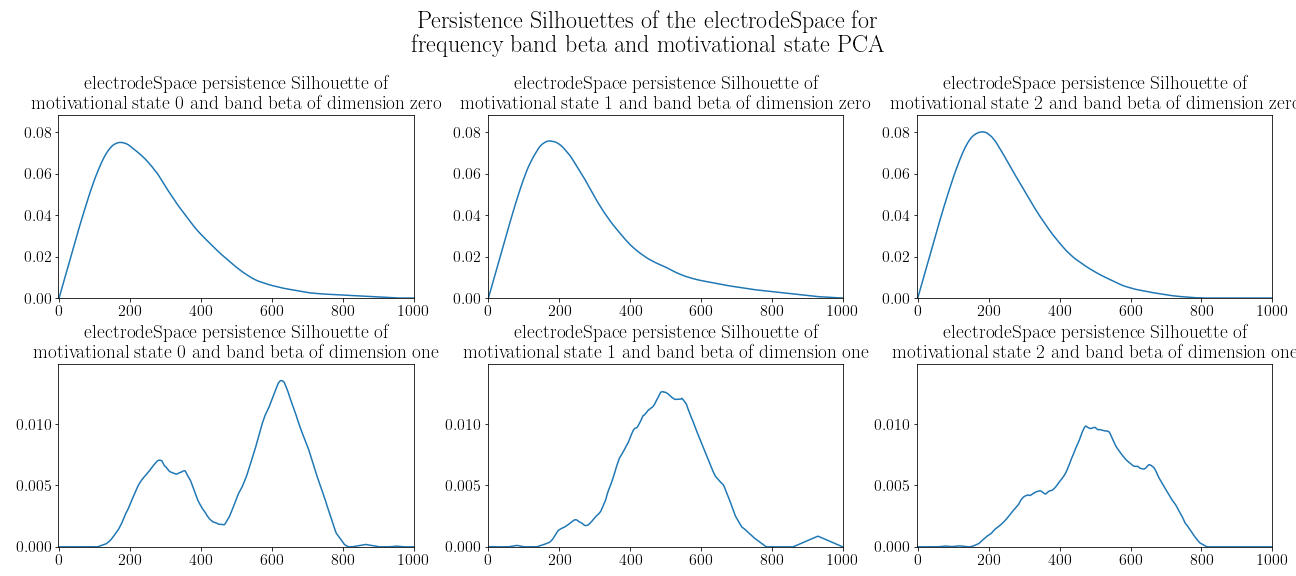 Persistence Silhouettes of the electrodeSpace for
frequency band beta and motivational state PCA
electrodeSpace persistence Silhouette of
motivational state 0 and band beta of dimension zero
0.08
0.06
0.04
0.02
0.00
0 200 400 600 800 1000
electrodeSpace persistence Silhouette of
motivational state 1 and band beta of dimension zero
0.08
0.06
0.04
0.02
0.00
0 200 400 600 800 1000
electrodeSpace persistence Silhouette of
motivational state 2 and band beta of dimension zero
0.08
0.06
0.04
0.02
0.00
0 200 400 600 800 1000
electrodeSpace persistence Silhouette of
motivational state 0 and band beta of dimension one
0.010
0.005
0.000
0 200 400 600 800 1000
electrodeSpace persistence Silhouette of
motivational state 1 and band beta of dimension one
0.010
0.005
0.000
0 200 400 600 800 1000
electrodeSpace persistence Silhouette of
motivational state 2 and band beta of dimension one
0.010
0.005
0.000
0 200 400 600 800 1000